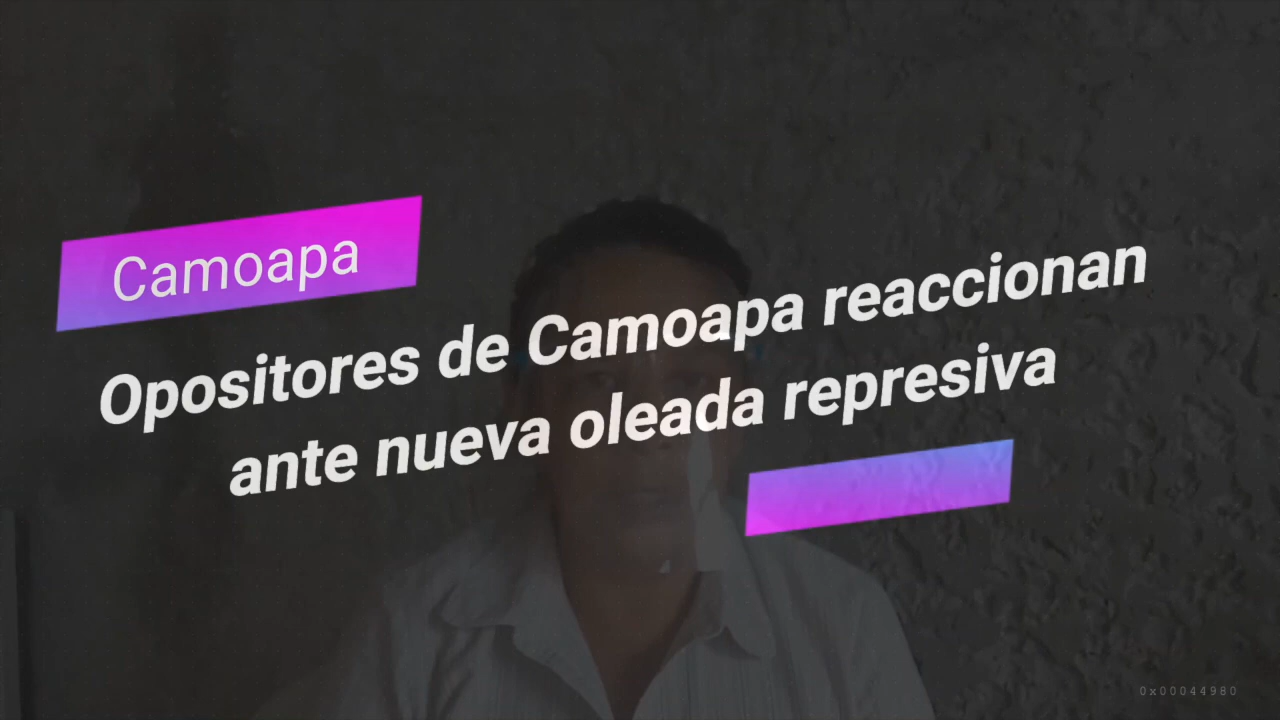 Camoapa
Opositores de Camoapa reaccionan
ante nueva oleada represiva
0x00044980